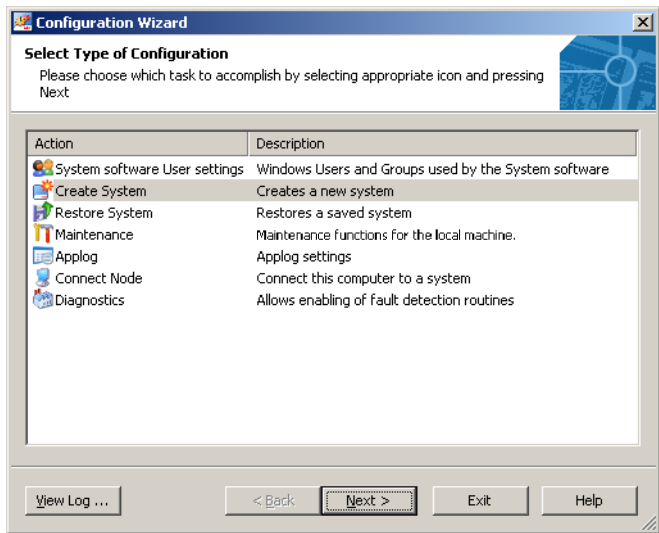 Configuration Wizard
Select Type of Configuration
Please choose which task to accomplish by selecting appropriate icon and pressing
Next
Action Description
System software User settings Windows Users and Groups used by the System software
Create System Creates a new system
Restore System Restores a saved system
Maintenance Maintenance functions for the local machine.
Applog Applog settings
Connect Node Connect this computer to a system
Diagnostics Allows enabling of fault detection routines
View Log ... < Back Next > Exit Help